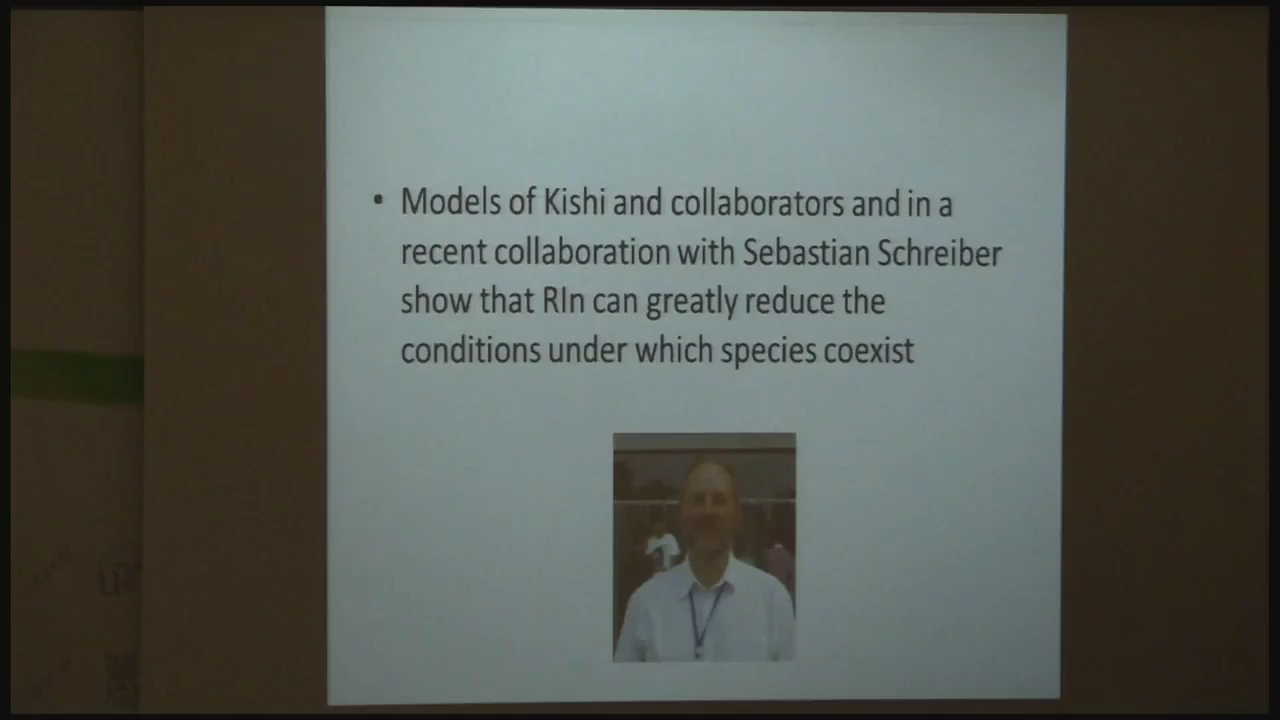 • Models of Kishi and collaborators and in a
recent collaboration with Sebastian Schreiber
show that RIn can greatly reduce the
conditions under which species coexist